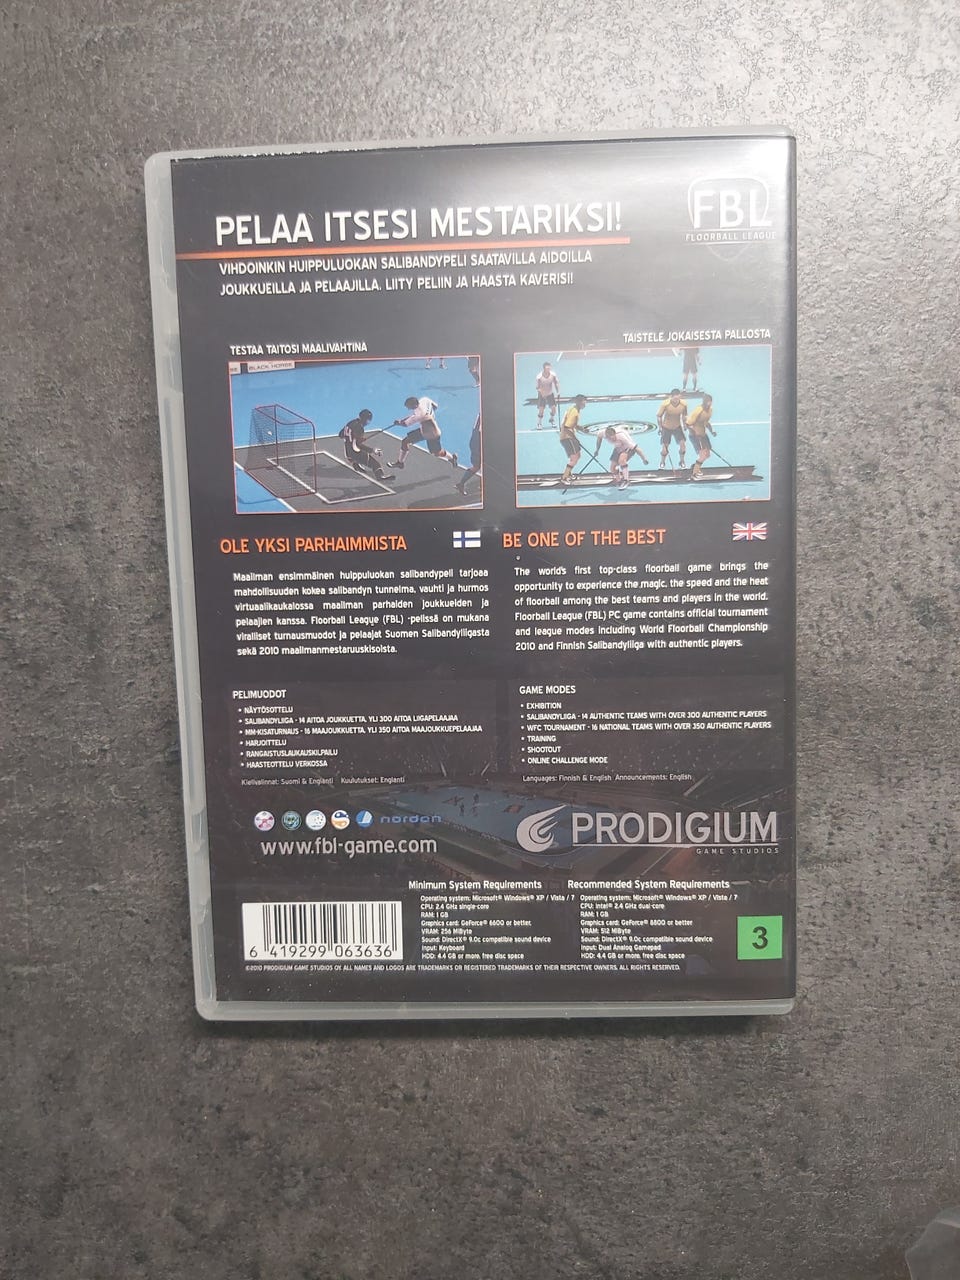 PELAA ITSESI MESTARIKSI!
FBL
FLOORBALL LEAGUE
VIHDOINKIN HUIPPULUOKAN SALIBANDYPELI SAATAVILLA AIDOILLA
JOUKKUEILLA JA PELAAJILLA. LIITY PELIIN JA HAASTA KAVERISI!
TESTAA TAITOSI MAALIVAHTINA
TAISTELE JOKAISESTA PALLOSTA
BLACK HORSE
OLE YKSI PARHAIMMISTA
Maailman ensimmäinen huippuluokan salibandypeli tarjoaa
mahdollisuuden kokea salibandyn tunnelma, vauhti ja hurmos
virtuaalikaukalossa maailman parhaiden joukkueiden ja
pelaajien kanssa. Floorball League (FBL) -pelissä on mukana
viralliset turnausmuodot ja pelaajat Suomen Salibandyliigasta
sekä 2010 maailmanmestaruuskisoista.
BE ONE OF THE BEST
The world's first top-class floorball game brings the
opportunity to experience the magic, the speed and the heat
of floorball among the best teams and players in the world.
Floorball League (FBL) PC game contains official tournament
and league modes including World Floorball Championship
2010 and Finnish Salibandyliiga with authentic players.
PELIMUODOT
• NÄYTÖSOTTELU
• SALIBANDYLIIGA - 14 AITOA JOUKKUETTA, YLI 300 AITOA LIIGAPELAAJAA
• MM-KISATURNAUS - 16 MAAJOUKKUETTA, YLI 350 AITOA MAAJOUKKUEPELAAJAA
• HARJOITTELU
• RANGAISTUSLAUKAUSKILPAILU
• HAASTEOTTELU VERKOSSA
Kielivalinnat: Suomi & Englanti Kuulutukset: Englanti
GAME MODES
• EXHIBITION
• SALIBANDYLIIGA - 14 AUTHENTIC TEAMS WITH OVER 300 AUTHENTIC PLAYERS
• WFC TOURNAMENT - 16 NATIONAL TEAMS WITH OVER 350 AUTHENTIC PLAYERS
• TRAINING
• SHOOTOUT
• ONLINE CHALLENGE MODE
Languages: Finnish & English Announcements: English
nordan
www.fbl-game.com
PRODIGIUM
GAME STUDIOS
Minimum System Requirements
Operating system: Microsoft® Windows® XP / Vista / 7
CPU: 2.4 GHz single-core
RAM: 1 GB
Graphics card: GeForce® 6600 or better.
VRAM: 256 MiByte
Sound: DirectX® 9.0c compatible sound device
Input: Keyboard
HDD: 4.4 GB or more. free disc space
Recommended System Requirements
Operating system: Microsoft® Windows® XP / Vista / 7
CPU: Intel® 2.4 GHz dual-core
RAM: 1 GB
Graphics card: GeForce® 8800 or better
VRAM: 512 MiByte
Sound: DirectX® 9.0c compatible sound device
Input: Dual Analog Gamepad
HDD: 4.4 GB or more. free disc space
6 419299 063636
3
©2010 PRODIGIUM GAME STUDIOS OY. ALL NAMES AND LOGOS ARE TRADEMARKS OR REGISTERED TRADEMARKS OF THEIR RESPECTIVE OWNERS. ALL RIGHTS RESERVED.